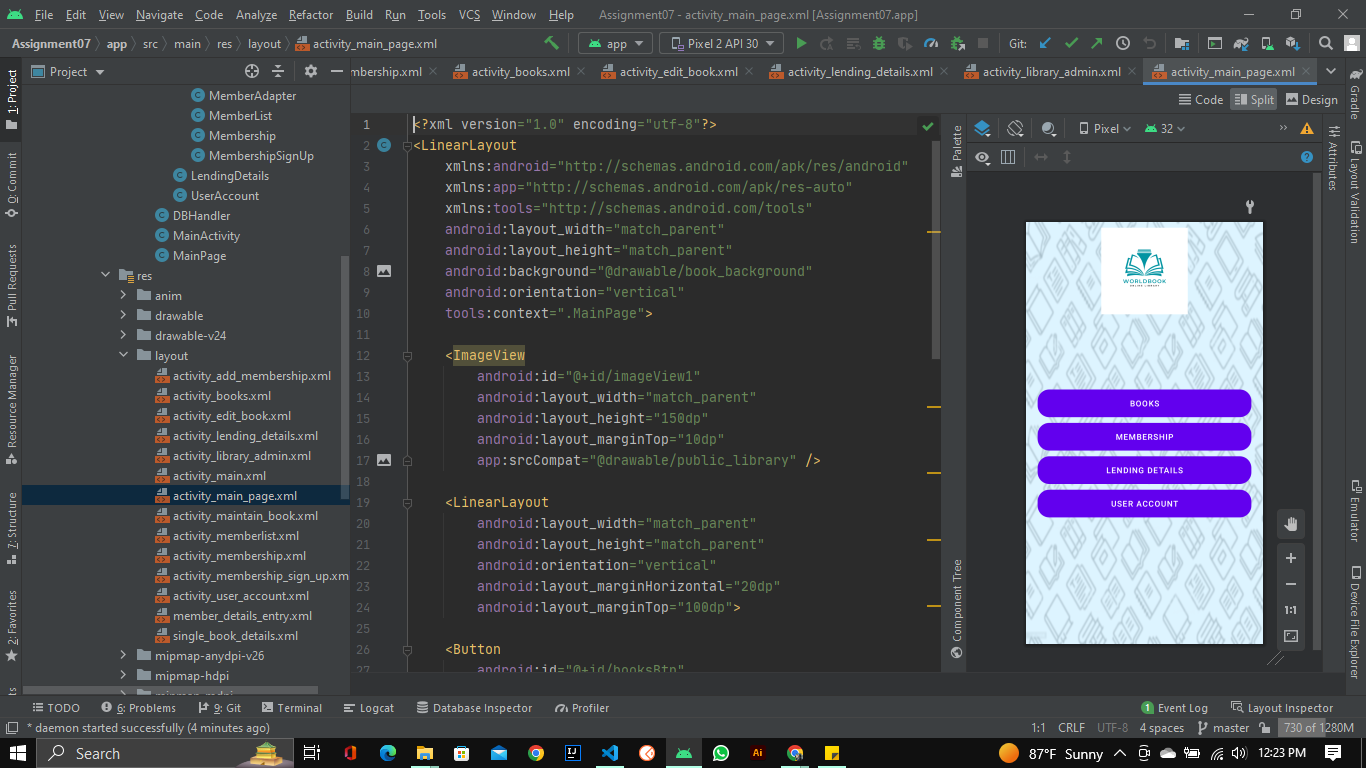 File Edit View Navigate Code Analyze Refactor Build Run Tools VCS Window Help Assignment07 - activity_main_page.xml [Assignment07.app]
Assignment07 app src main res layout activity_main_page.xml app Pixel 2 API 30 Git:
Project mbership.xml activity_books.xml activity_edit_book.xml activity_lending_details.xml activity_library_admin.xml activity_main_page.xml
Code Split Design
Pixel 32
1: Project
0: Commit
Pull Requests
Resource Manager
7: Structure
2: Favorites
MemberAdapter
MemberList
Membership
MembershipSignUp
LendingDetails
UserAccount
DBHandler
MainActivity
MainPage
res
anim
drawable
drawable-v24
layout
activity_add_membership.xml
activity_books.xml
activity_edit_book.xml
activity_lending_details.xml
activity_library_admin.xml
activity_main.xml
activity_main_page.xml
activity_maintain_book.xml
activity_memberlist.xml
activity_membership.xml
activity_membership_sign_up.xm
activity_user_account.xml
member_details_entry.xml
single_book_details.xml
mipmap-anydpi-v26
mipmap-hdpi
mipmap-mdpi
1 <?xml version="1.0" encoding="utf-8"?>
2 <LinearLayout
3 xmlns:android="http://schemas.android.com/apk/res/android"
4 xmlns:app="http://schemas.android.com/apk/res-auto"
5 xmlns:tools="http://schemas.android.com/tools"
6 android:layout_width="match_parent"
7 android:layout_height="match_parent"
8 android:background="@drawable/book_background"
9 android:orientation="vertical"
10 tools:context=".MainPage">
11
12 <ImageView
13 android:id="@+id/imageView1"
14 android:layout_width="match_parent"
15 android:layout_height="150dp"
16 android:layout_marginTop="10dp"
17 app:srcCompat="@drawable/public_library" />
18
19 <LinearLayout
20 android:layout_width="match_parent"
21 android:layout_height="match_parent"
22 android:orientation="vertical"
23 android:layout_marginHorizontal="20dp"
24 android:layout_marginTop="100dp">
25
26 <Button
27 android:id="@+id/booksBtn"
Palette
Component Tree
WORLDBOOK
ONLINE LIBRARY
BOOKS
MEMBERSHIP
LENDING DETAILS
USER ACCOUNT
1:1
Attributes
Gradle
Layout Validation
Emulator
Device File Explorer
TODO 6: Problems 9: Git Terminal Logcat Database Inspector Profiler 1 Event Log Layout Inspector
* daemon started successfully (4 minutes ago) 1:1 CRLF UTF-8 4 spaces master 730 of 1280M
Search 87°F Sunny 12:23 PM